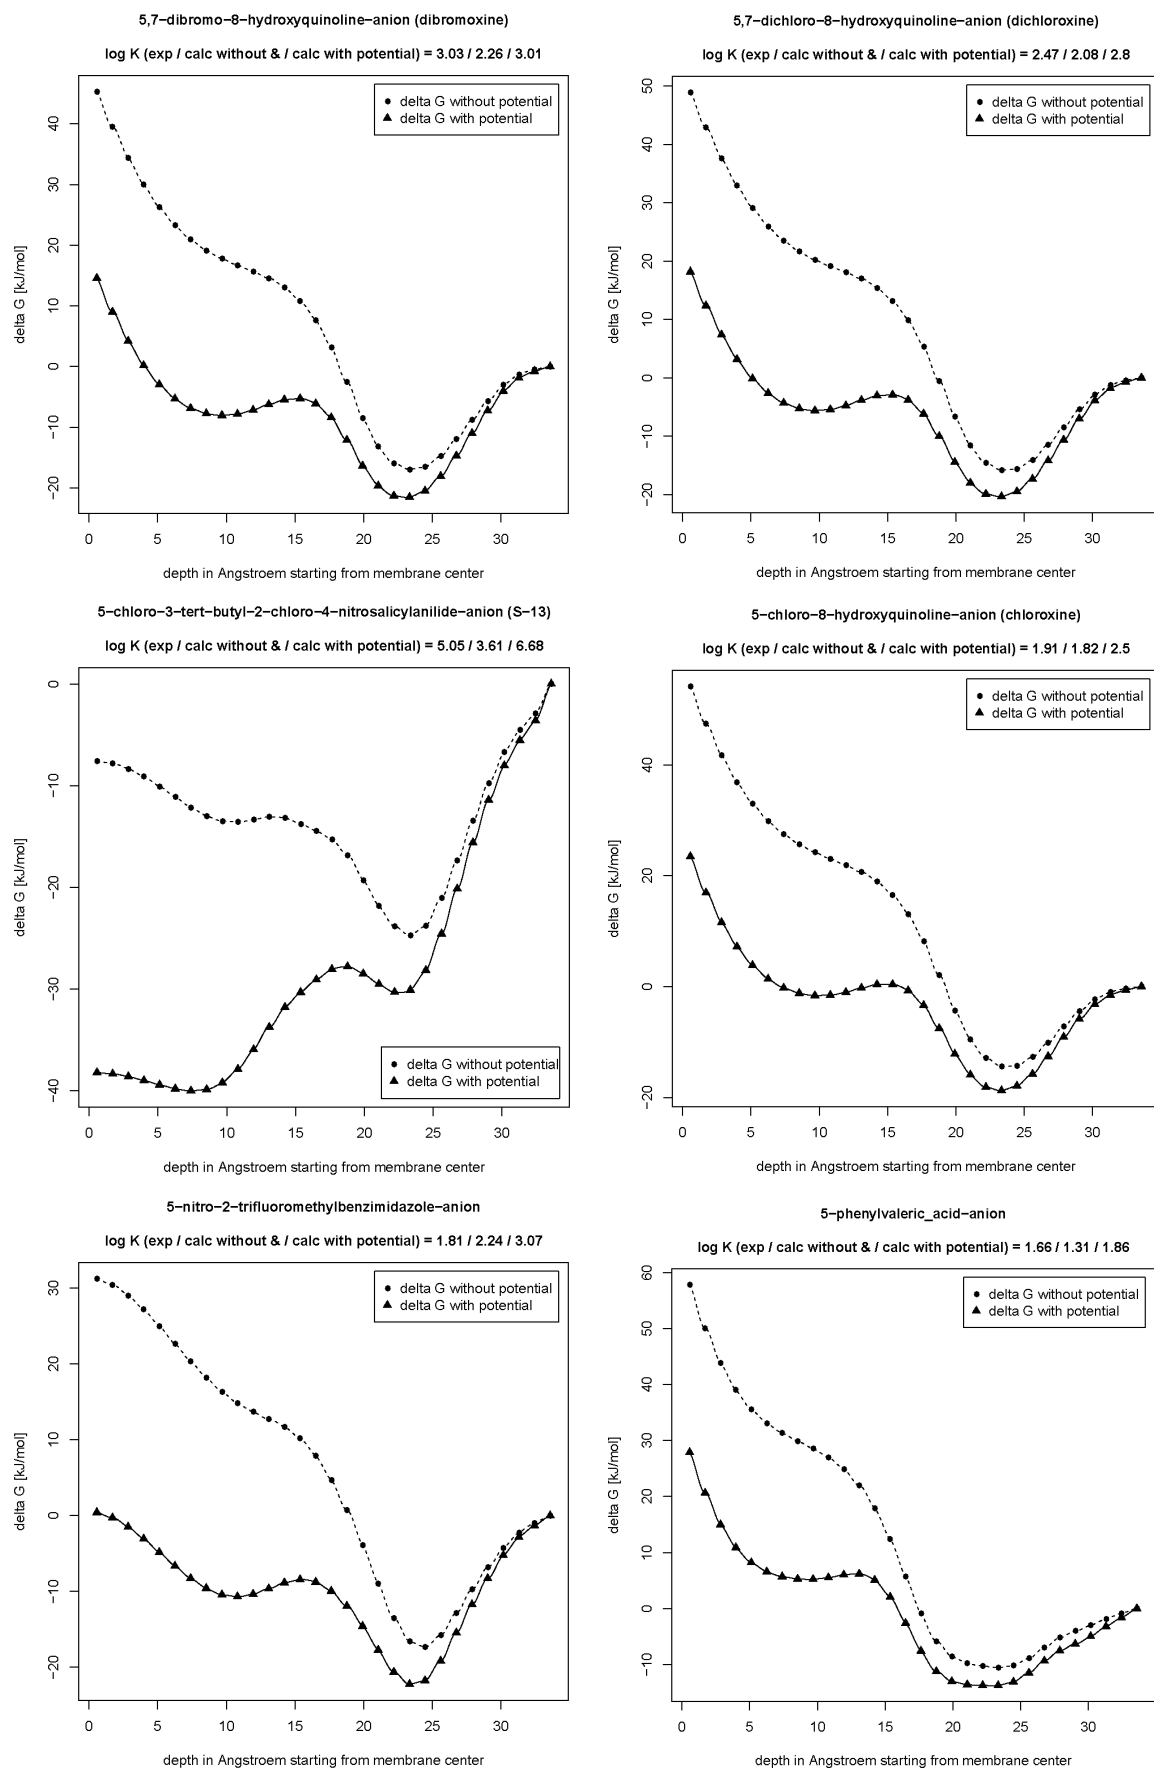 5,7−dibromo−8−hydroxyquinoline−anion (dibromoxine)
log K (exp / calc without & / calc with potential) = 3.03 / 2.26 / 3.01
delta G without potential
delta G with potential
delta G [kJ/mol]
40
30
20
10
0
−10
−20
0 5 10 15 20 25 30
depth in Angstroem starting from membrane center
5,7−dichloro−8−hydroxyquinoline−anion (dichloroxine)
log K (exp / calc without & / calc with potential) = 2.47 / 2.08 / 2.8
delta G without potential
delta G with potential
delta G [kJ/mol]
50
40
30
20
10
0
−10
−20
0 5 10 15 20 25 30
depth in Angstroem starting from membrane center
5−chloro−3−tert−butyl−2−chloro−4−nitrosalicylanilide−anion (S−13)
log K (exp / calc without & / calc with potential) = 5.05 / 3.61 / 6.68
delta G [kJ/mol]
0
−10
−20
−30
−40
delta G without potential
delta G with potential
0 5 10 15 20 25 30
depth in Angstroem starting from membrane center
5−chloro−8−hydroxyquinoline−anion (chloroxine)
log K (exp / calc without & / calc with potential) = 1.91 / 1.82 / 2.5
delta G without potential
delta G with potential
delta G [kJ/mol]
40
20
0
−20
0 5 10 15 20 25 30
depth in Angstroem starting from membrane center
5−nitro−2−trifluoromethylbenzimidazole−anion
log K (exp / calc without & / calc with potential) = 1.81 / 2.24 / 3.07
delta G without potential
delta G with potential
delta G [kJ/mol]
30
20
10
0
−10
−20
0 5 10 15 20 25 30
depth in Angstroem starting from membrane center
5−phenylvaleric_acid−anion
log K (exp / calc without & / calc with potential) = 1.66 / 1.31 / 1.86
delta G without potential
delta G with potential
delta G [kJ/mol]
60
50
40
30
20
10
0
−10
0 5 10 15 20 25 30
depth in Angstroem starting from membrane center